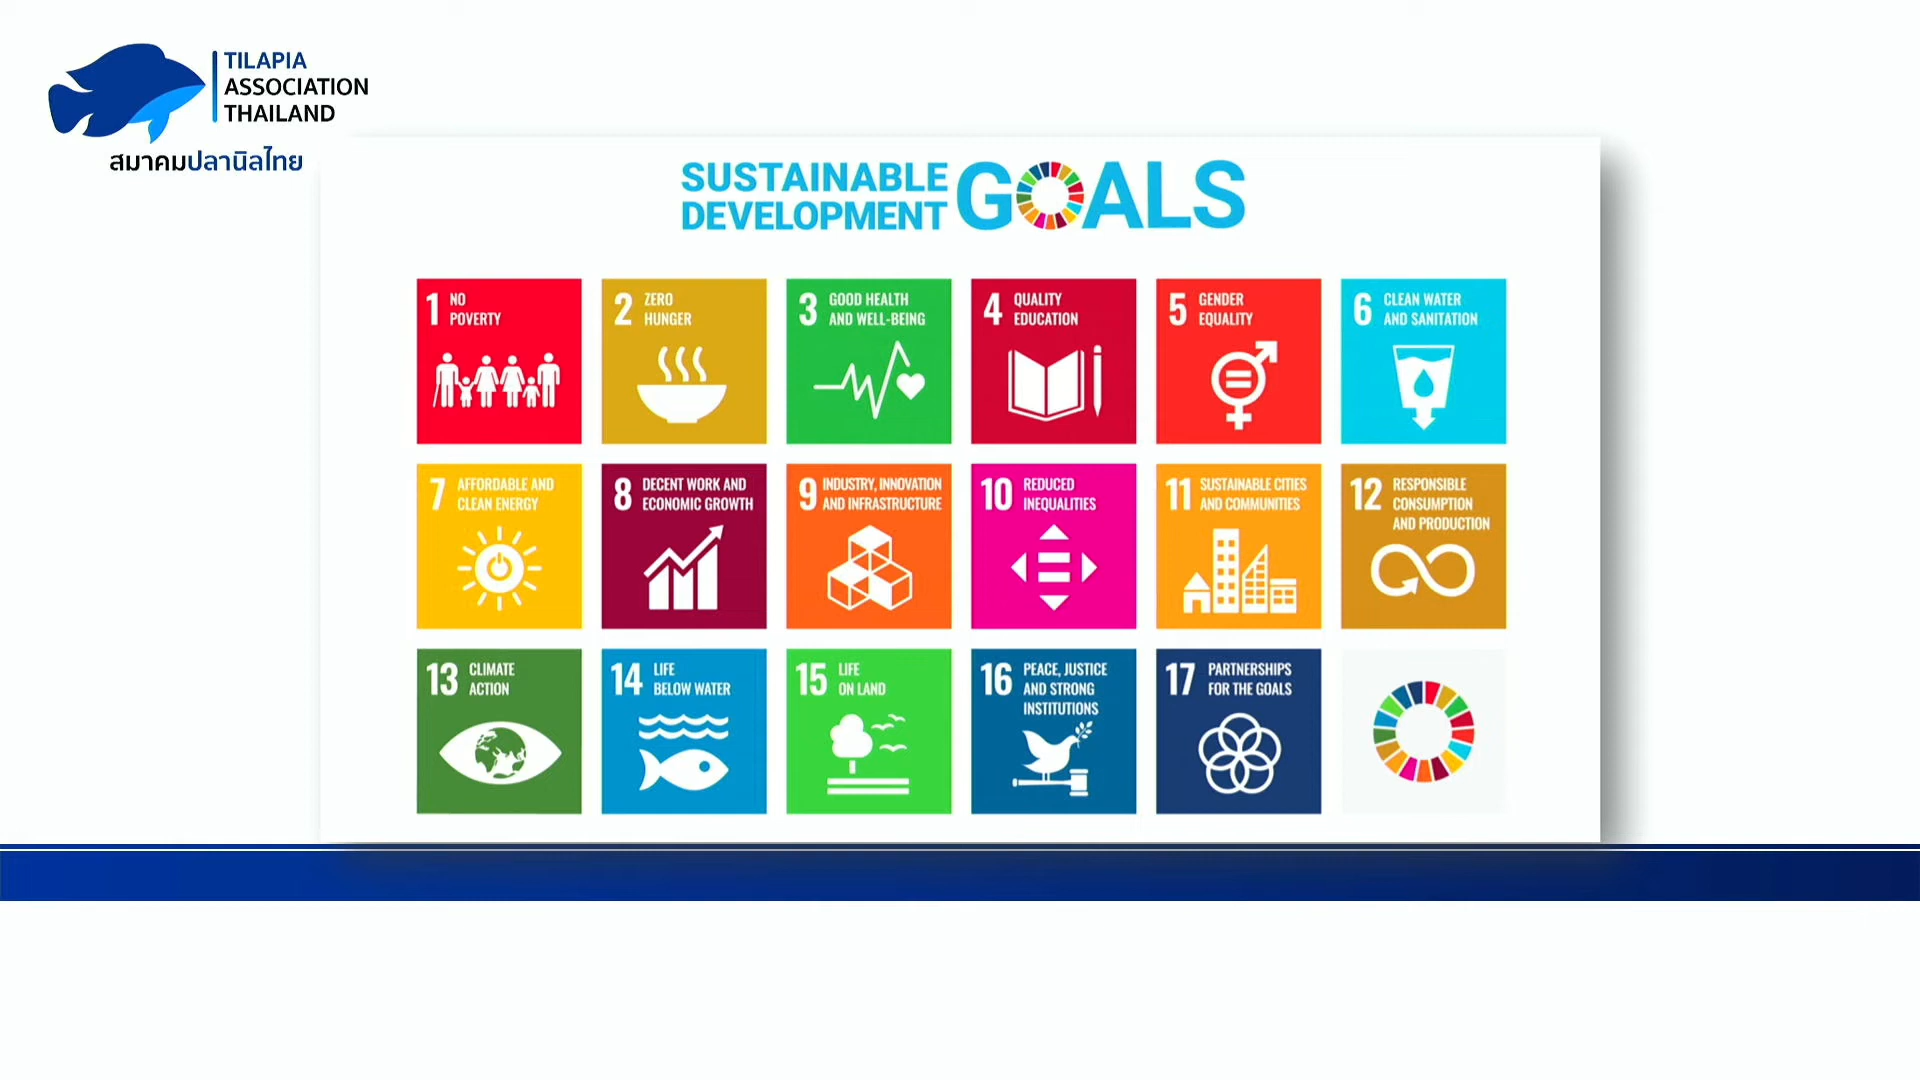 TILAPIA
ASSOCIATION
THAILAND
สมาคมปลานิลไทย
SUSTAINABLE
DEVELOPMENT
GOALS
1 NO
POVERTY
2 ZERO
HUNGER
3 GOOD HEALTH
AND WELL-BEING
4 QUALITY
EDUCATION
5 GENDER
EQUALITY
6 CLEAN WATER
AND SANITATION
7 AFFORDABLE AND
CLEAN ENERGY
8 DECENT WORK AND
ECONOMIC GROWTH
9 INDUSTRY, INNOVATION
AND INFRASTRUCTURE
10 REDUCED
INEQUALITIES
11 SUSTAINABLE CITIES
AND COMMUNITIES
12 RESPONSIBLE
CONSUMPTION
AND PRODUCTION
13 CLIMATE
ACTION
14 LIFE
BELOW WATER
15 LIFE
ON LAND
16 PEACE, JUSTICE
AND STRONG
INSTITUTIONS
17 PARTNERSHIPS
FOR THE GOALS